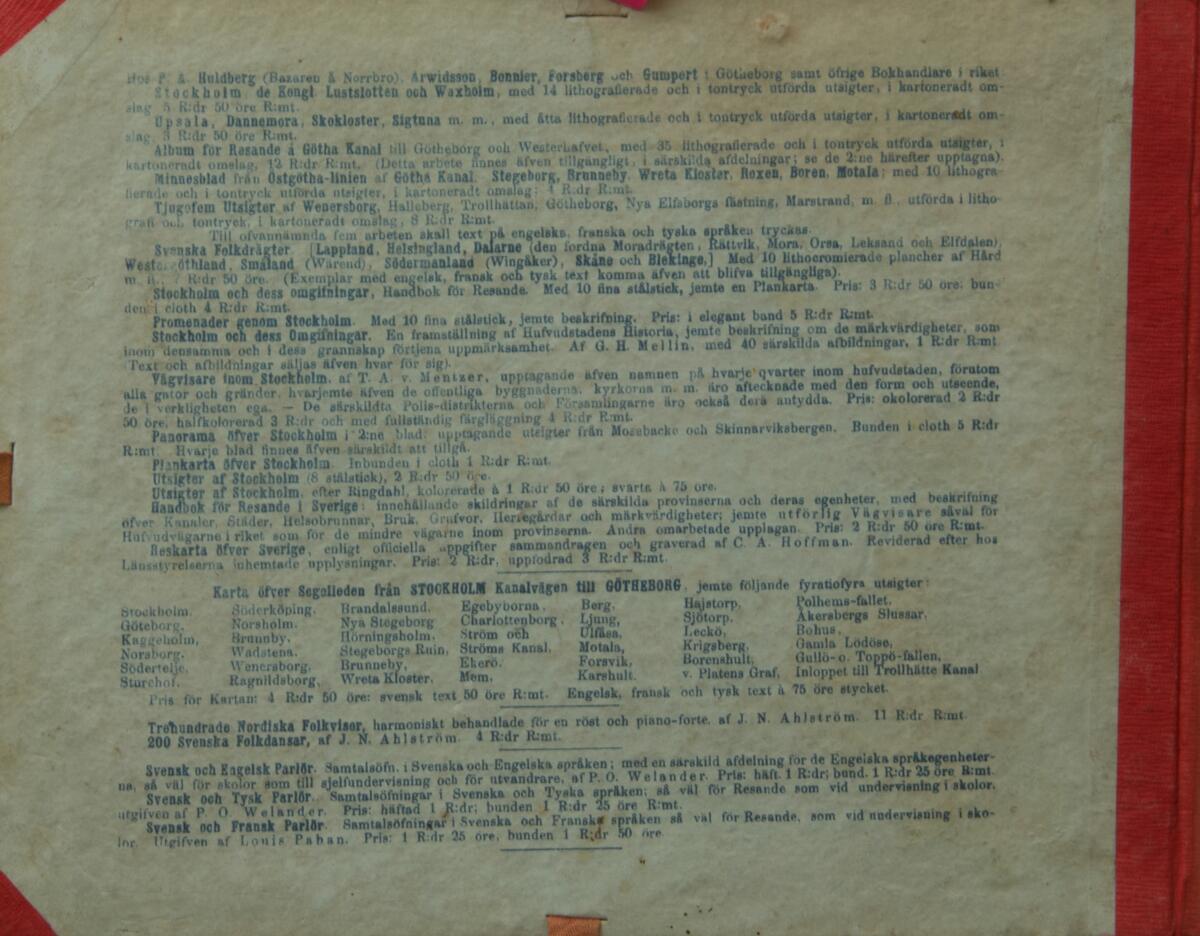 Hos P. A. Huldberg (Bazaren å Norrbro), Arwidsson, Bonnier, Forsberg och Gumpert i Götheborg samt öfrige Bokhandlare i riket
Stockholm, de Kongl. Lustslotten och Waxholm, med 14 lithografierade och i tontryck utförda utsigter, i kartoneradt om-
slag 5 R:dr 50 öre R:mt.
Upsala, Dannemora, Skokloster, Sigtuna m. m., med åtta lithografierade och i tontryck utförda utsigter, i kartoneradt om-
slag, 3 R:dr 50 öre R:mt.
Album för Resande å Götha Kanal till Götheborg och Westerhafvet, med 35 lithografierade och i tontryck utförda utsigter, i
kartoneradt omslag, 12 R:dr R:mt. (Detta arbete finnes äfven tillgängligt, i särskilda afdelningar; se de 2:ne härefter upptagna).
Minnesblad från Östgötha-linien af Götha Kanal. Stegeborg, Brunneby, Wreta Kloster, Roxen, Boren, Motala; med 10 lithogra-
fierade och i tontryck utförda utsigter, i kartoneradt omslag: 4 R:dr R:mt.
Tjugofem Utsigter af Wenersborg, Halleberg, Trollhättan, Götheborg, Nya Elfsborgs fästning, Marstrand, m. fl., utförda i litho-
grafi och tontryck, i kartoneradt omslag, 8 R:dr R:mt.
Till ofvannämnda fem arbeten skall text på engelska, franska och tyska språken tryckas.
Svenska Folkdrägter. [Lappland, Helsingland, Dalarne (den fordna Moradrägten, Rättvik, Mora, Orsa, Leksand och Elfdalen),
Westergöthland, Småland (Wärend), Södermanland (Wingåker), Skåne och Blekinge.] Med 10 lithocromierade plancher af Hård
m. fl., 7 R:dr 50 öre. (Exemplar med engelsk, fransk och tysk text komma äfven att blifva tillgängliga).
Stockholm och dess omgifningar, Handbok för Resande. Med 10 fina stålstick, jemte en Plankarta. Pris: 3 R:dr 50 öre; bun-
den i cloth 4 R:dr R:mt.
Promenader genom Stockholm. Med 10 fina stålstick, jemte beskrifning. Pris: i elegant band 5 R:dr R:mt.
Stockholm och dess Omgifningar. En framställning af Hufvudstadens Historia, jemte beskrifning om de märkvärdigheter, som
inom densamma och i dess grannskap förtjena uppmärksamhet. Af G. H. Mellin, med 40 särskilda afbildningar, 1 R:dr R:mt
(Text och afbildningar säljas äfven hvar för sig).
Vägvisare inom Stockholm, af T. A. v. Mentzer, upptagande äfven namnen på hvarje qvarter inom hufvudstaden, förutom
alla gator och gränder, hvarjemte äfven de offentliga byggnaderna, kyrkorna m. m. äro aftecknade med den form och utseende,
de i verkligheten ega. — De särskildta Polis-distrikterna och Församlingarne äro också derå antydda. Pris: okolorerad 2 R:dr
50 öre, halfkolorerad 3 R:dr och med fullständig färgläggning 4 R:dr R:mt.
Panorama öfver Stockholm i 2:ne blad, upptagande utsigter från Mosebacke och Skinnarviksbergen. Bunden i cloth 5 R:dr
R:mt. Hvarje blad finnes äfven särskildt att tillgå.
Plankarta öfver Stockholm. Inbunden i cloth 1 R:dr R:mt.
Utsigter af Stockholm (8 stålstick), 2 R:dr 50 öre.
Utsigter af Stockholm, efter Ringdahl, kolorerade à 1 R:dr 50 öre; svarta à 75 öre.
Handbok för Resande i Sverige: innehållande skildringar af de särskilda provinserna och deras egenheter, med beskrifning
öfver Kanaler, Städer, Helsobrunnar, Bruk, Grufvor, Herregårdar och märkvärdigheter; jemte utförlig Vägvisare såväl för
Hufvudvägarne i riket som för de mindre vägarne inom provinserna. Andra omarbetade upplagan. Pris: 2 R:dr 50 öre R:mt.
Reskarta öfver Sverige, enligt officiella uppgifter sammandragen och graverad af C. A. Hoffman. Reviderad efter hos
Länsstyrelserna inhemtade upplysningar. Pris: 2 R:dr, uppfodrad 3 R:dr R:mt.
Karta öfver Segelleden från STOCKHOLM Kanalvägen till GÖTHEBORG, jemte följande fyratiofyra utsigter:
Stockholm, Söderköping, Brandalssund, Egebyborna, Berg, Hajstorp, Polhems-fallet,
Göteborg, Norsholm, Nya Stegeborg Charlottenborg, Ljung, Sjötorp, Åkersbergs Slussar,
Kaggeholm, Brunnby, Hörningsholm, Ström och Ulfåsa, Leckö, Bohus,
Norsborg, Wadstena, Stegeborgs Ruin, Ströms Kanal, Motala, Krigsberg, Gamla Lödöse,
Södertelje, Wenersborg, Brunneby, Ekerö, Forsvik, Borenshult, Gullö- o. Toppö-fallen,
Sturehof, Ragnildsborg, Wreta Kloster, Mem, Karshult, v. Platens Graf, Inloppet till Trollhätte Kanal
Pris för Kartan: 4 R:dr 50 öre: svensk text 50 öre R:mt. Engelsk, fransk och tysk text à 75 öre stycket.
Trehundrade Nordiska Folkvisor, harmoniskt behandlade för en röst och piano-forte, af J. N. Ahlström. 11 R:dr R:mt.
200 Svenska Folkdansar, af J. N. Ahlström. 4 R:dr R:mt.
Svensk och Engelsk Parlör. Samtalsöfn. i Svenska och Engelska språken; med en särskild afdelning för de Engelska språkegenheter-
na, så väl för skolor som till sjelfundervisning och för utvandrare, af P. O. Welander. Pris: häft. 1 R:dr; bund. 1 R:dr 25 öre R:mt.
Svensk och Tysk Parlör. Samtalsöfningar i Svenska och Tyska språken; så väl för Resande som vid undervisning i skolor,
utgifven af P. O. Welander. Pris: häftad 1 R:dr; bunden 1 R:dr 25 öre R:mt.
Svensk och Fransk Parlör. Samtalsöfningar i Svenska och Franska språken så väl för Resande, som vid undervisning i sko-
lor. Utgifven af Louis Paban. Pris: 1 R:dr 25 öre, bunden 1 R:dr 50 öre.